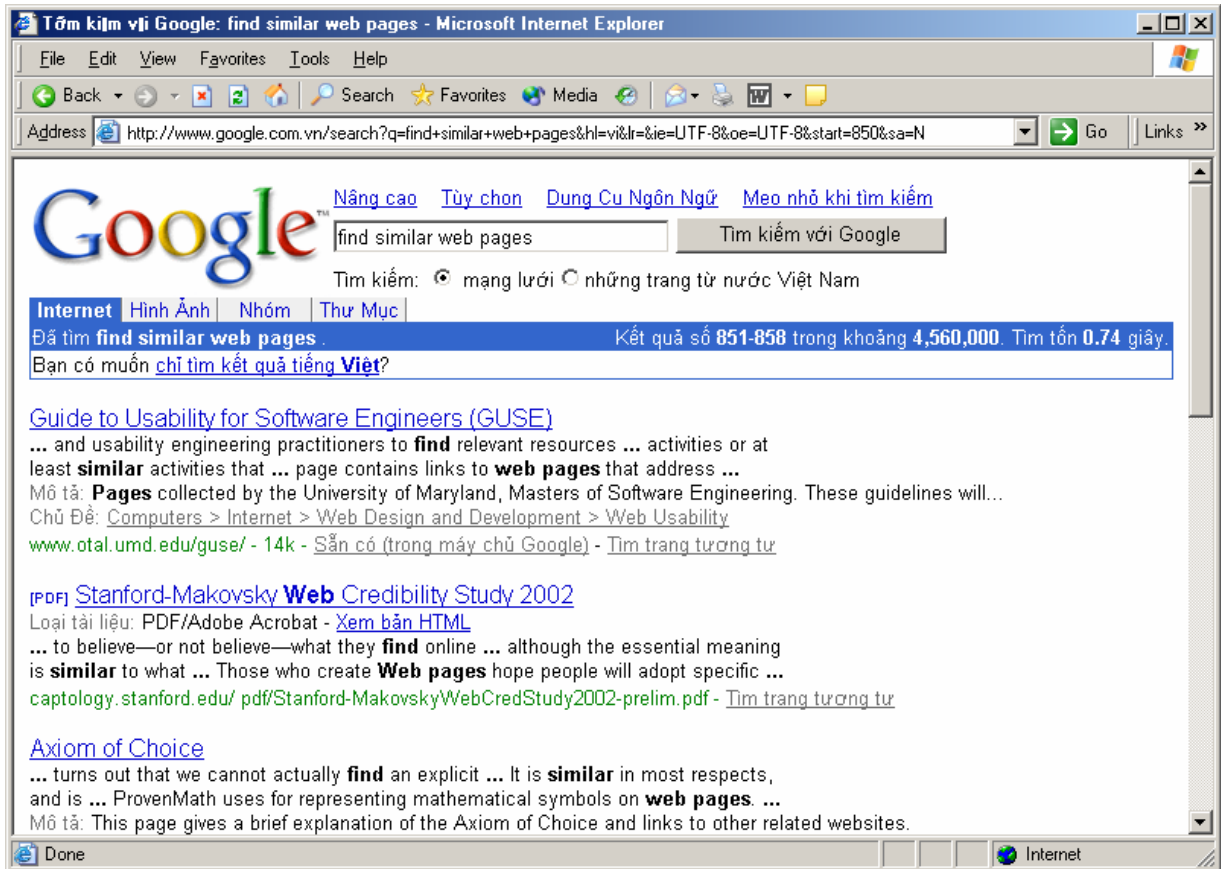 Tớm kilm vli Google: find similar web pages - Microsoft Internet Explorer
File Edit View Favorites Tools Help
Back Search Favorites Media
Address http://www.google.com.vn/search?q=find+similar+web+pages&hl=vi&lr=&ie=UTF-8&oe=UTF-8&start=850&sa=N Go Links »
Google™
Nâng cao Tùy chon Dung Cu Ngôn Ngữ Meo nhỏ khi tìm kiếm
find similar web pages Tìm kiếm với Google
Tìm kiếm: mạng lưới những trang từ nước Việt Nam
Internet Hình Ảnh Nhóm Thư Mục
Đã tìm find similar web pages . Kết quả số 851-858 trong khoảng 4,560,000. Tìm tốn 0.74 giây.
Bạn có muốn chỉ tìm kết quả tiếng Việt?
Guide to Usability for Software Engineers (GUSE)
... and usability engineering practitioners to find relevant resources ... activities or at
least similar activities that ... page contains links to web pages that address ...
Mô tả: Pages collected by the University of Maryland, Masters of Software Engineering. These guidelines will...
Chủ Đề: Computers > Internet > Web Design and Development > Web Usability
www.otal.umd.edu/guse/ - 14k - Sẵn có (trong máy chủ Google) - Tìm trang tương tư
[PDF] Stanford-Makovsky Web Credibility Study 2002
Loại tài liệu: PDF/Adobe Acrobat - Xem bản HTML
... to believe—or not believe—what they find online ... although the essential meaning
is similar to what ... Those who create Web pages hope people will adopt specific ...
captology.stanford.edu/ pdf/Stanford-MakovskyWebCredStudy2002-prelim.pdf - Tìm trang tương tư
Axiom of Choice
... turns out that we cannot actually find an explicit ... It is similar in most respects,
and is ... ProvenMath uses for representing mathematical symbols on web pages. ...
Mô tả: This page gives a brief explanation of the Axiom of Choice and links to other related websites.
Done Internet